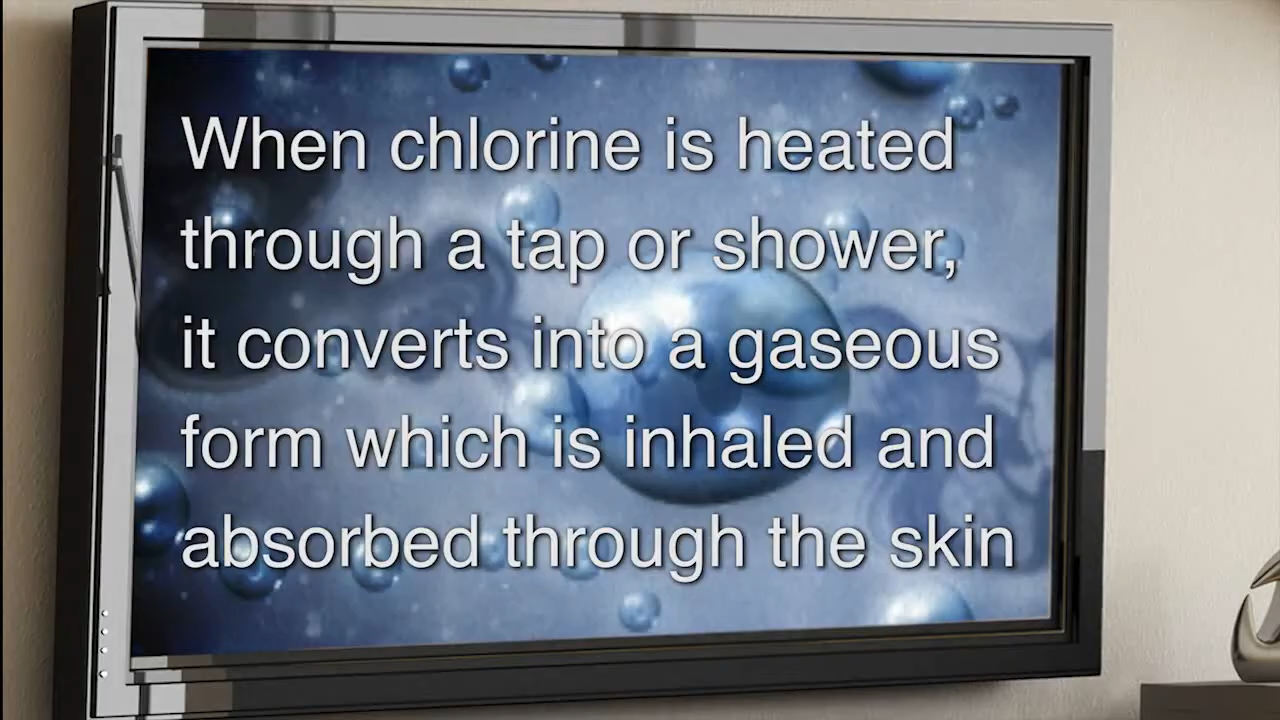 When chlorine is heated
through a tap or shower,
it converts into a gaseous
form which is inhaled and
absorbed through the skin